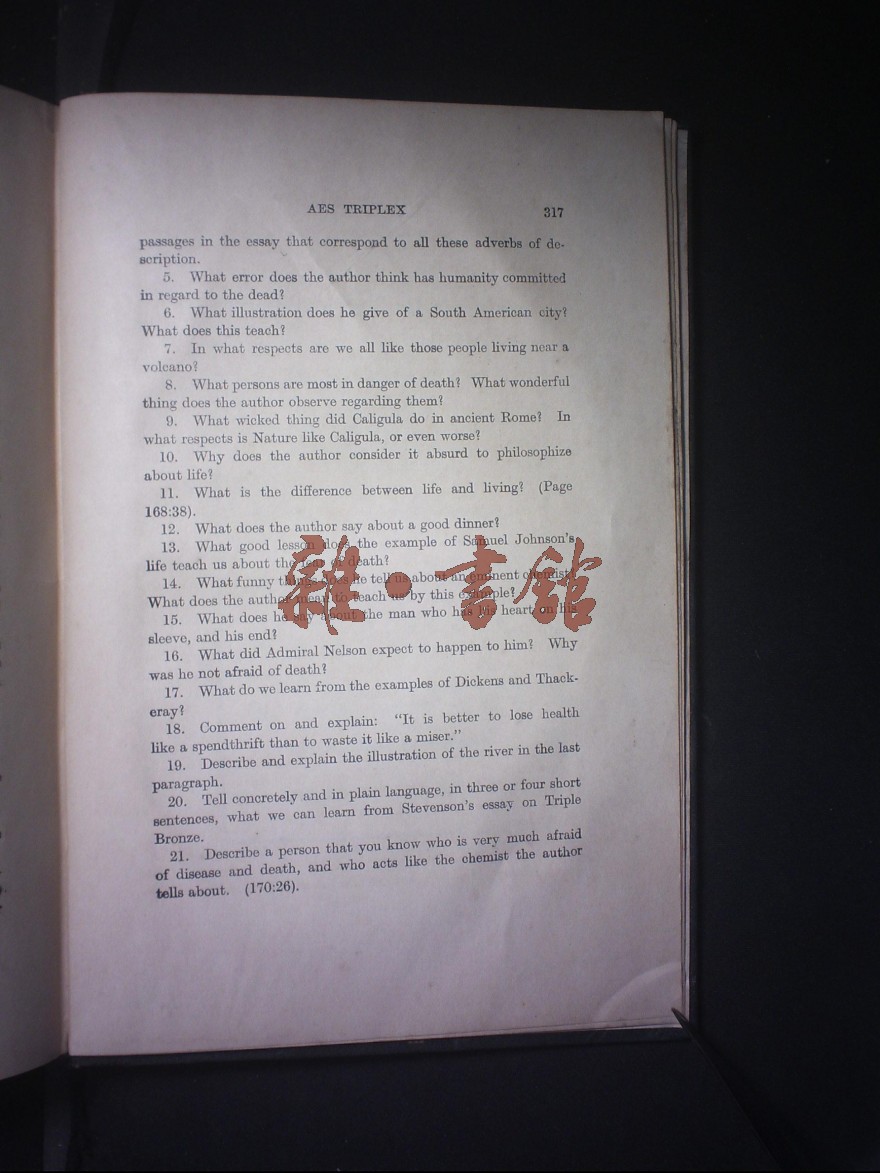 AES TRIPLEX 317
passages in the essay that correspond to all these adverbs of de-
scription.
5. What error does the author think has humanity committed
in regard to the dead?
6. What illustration does he give of a South American city?
What does this teach?
7. In what respects are we all like those people living near a
volcano?
8. What persons are most in danger of death? What wonderful
thing does the author observe regarding them?
9. What wicked thing did Caligula do in ancient Rome? In
what respects is Nature like Caligula, or even worse?
10. Why does the author consider it absurd to philosophize
about life?
11. What is the difference between life and living? (Page
168:38).
12. What does the author say about a good dinner?
13. What good lesson does the example of Samuel Johnson's
life teach us about the fear of death?
14. What funny things does he tell us about an eminent chemist?
What does the author mean to teach us by this example?
15. What does he say about the man who has his heart on his
sleeve, and his end?
16. What did Admiral Nelson expect to happen to him? Why
was he not afraid of death?
17. What do we learn from the examples of Dickens and Thack-
eray?
18. Comment on and explain: "It is better to lose health
like a spendthrift than to waste it like a miser."
19. Describe and explain the illustration of the river in the last
paragraph.
20. Tell concretely and in plain language, in three or four short
sentences, what we can learn from Stevenson's essay on Triple
Bronze.
21. Describe a person that you know who is very much afraid
of disease and death, and who acts like the chemist the author
tells about. (170:26).
雜·書館